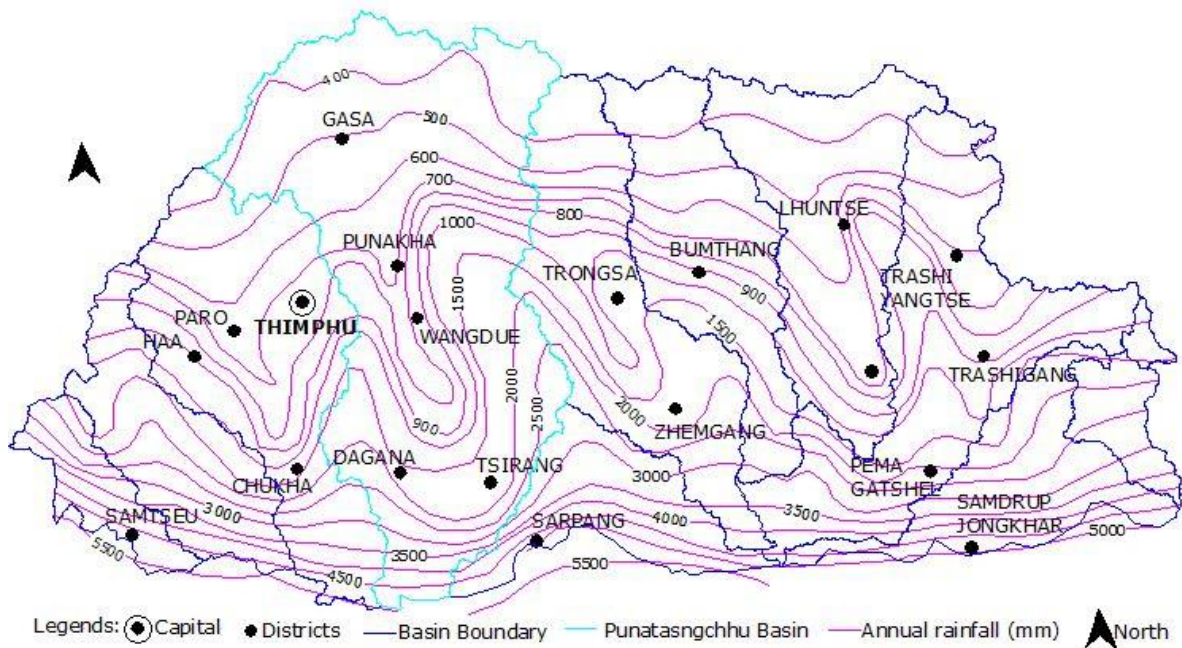 400
GASA
500
600
700
800
1000
LHUNTSE
PUNAKHA
BUMTHANG
TRONGSA
TRASHI
YANGTSE
900
1500
1500
PARO
THIMPHU
WANGDUE
HAA
TRASHIGANG
2000
2500
2000
900
ZHEMGANG
DAGANA
TSIRANG
PEMA
GATSHEL
CHUKHA
3000
SAMTSEU
3000
3500
SAMDRUP
JONGKHAR
SARPANG
4000
5000
5500
3500
4500
5500
Legends: Capital Districts Basin Boundary Punatasngchhu Basin Annual rainfall (mm) North